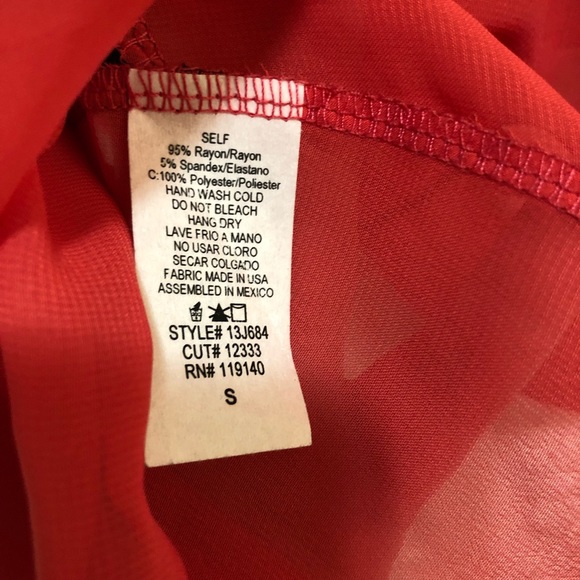 SELF
95% Rayon/Rayon
5% Spandex/Elastano
C:100% Polyester/Poliester
HAND WASH COLD
DO NOT BLEACH
HANG DRY
LAVE FRIO A MANO
NO USAR CLORO
SECAR COLGADO
FABRIC MADE IN USA
ASSEMBLED IN MEXICO
STYLE# 13J684
CUT# 12333
RN# 119140
S